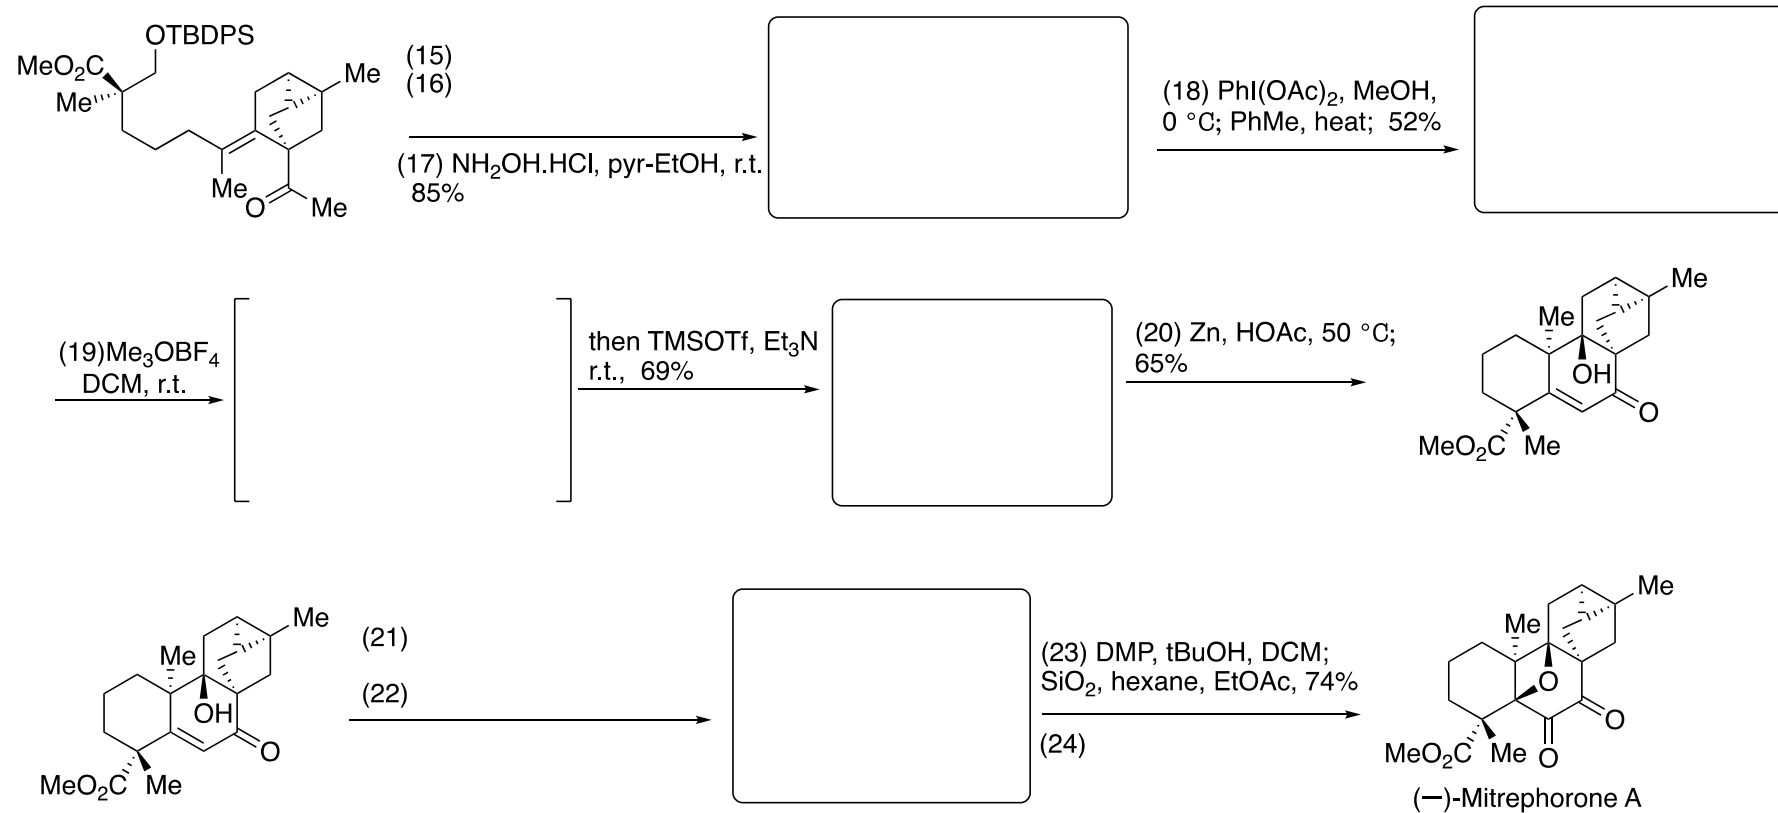 OTBDPS
MeO2C
Me
Me
Me
O
Me
(15)
(16)
(17) NH2OH.HCl, pyr-EtOH, r.t.
85%
(18) PhI(OAc)2, MeOH,
0 °C; PhMe, heat; 52%
(19)Me3OBF4
DCM, r.t.
then TMSOTf, Et3N
r.t., 69%
(20) Zn, HOAc, 50 °C;
65%
Me
Me
OH
O
MeO2C
Me
Me
Me
OH
O
MeO2C
Me
(21)
(22)
(23) DMP, tBuOH, DCM;
SiO2, hexane, EtOAc, 74%
(24)
Me
Me
O
O
MeO2C
Me
O
(—)-Mitrephorone A